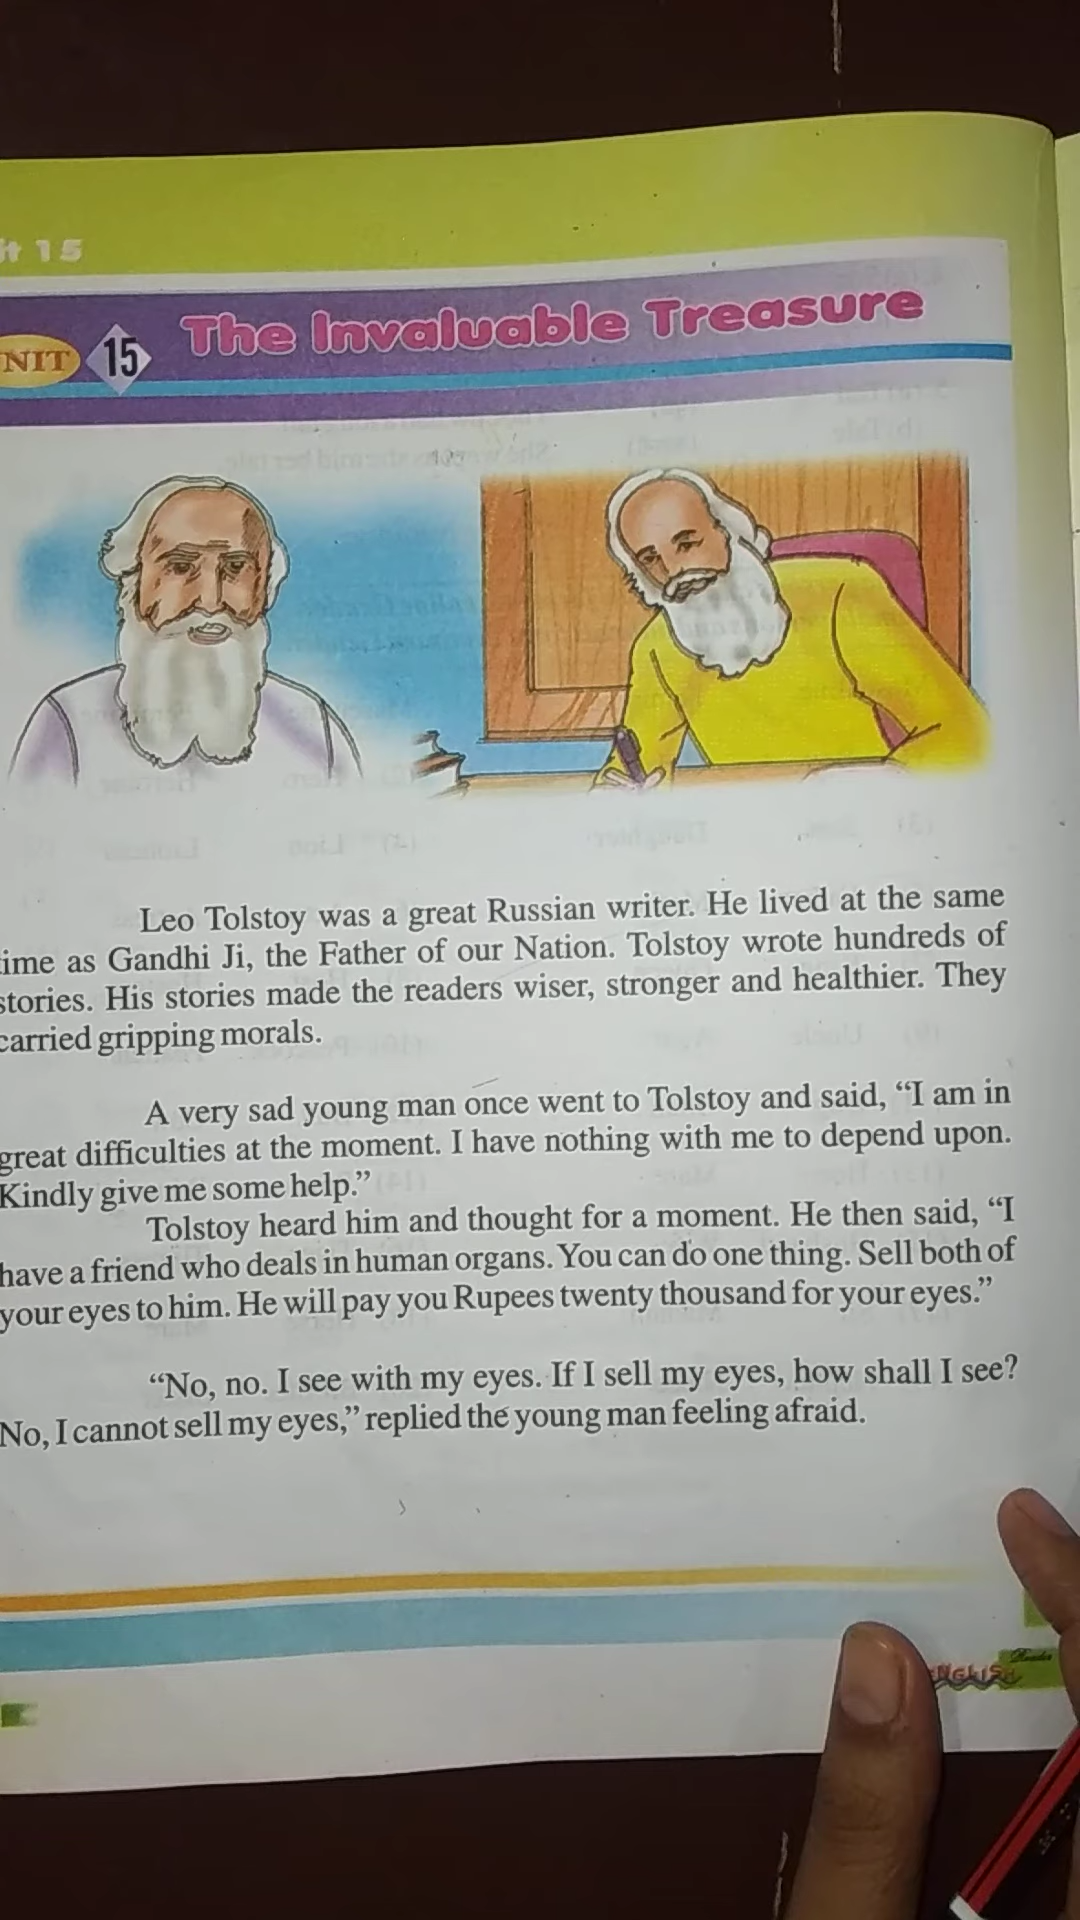 it 15
NIT 15 The Invaluable Treasure
Leo Tolstoy was a great Russian writer. He lived at the same
ime as Gandhi Ji, the Father of our Nation. Tolstoy wrote hundreds of
stories. His stories made the readers wiser, stronger and healthier. They
carried gripping morals.
A very sad young man once went to Tolstoy and said, “I am in
great difficulties at the moment. I have nothing with me to depend upon.
Kindly give me some help.”
Tolstoy heard him and thought for a moment. He then said, “I
have a friend who deals in human organs. You can do one thing. Sell both of
your eyes to him. He will pay you Rupees twenty thousand for your eyes.”
“No, no. I see with my eyes. If I sell my eyes, how shall I see?
No, I cannot sell my eyes,” replied the young man feeling afraid.
Reader
ENGLISH